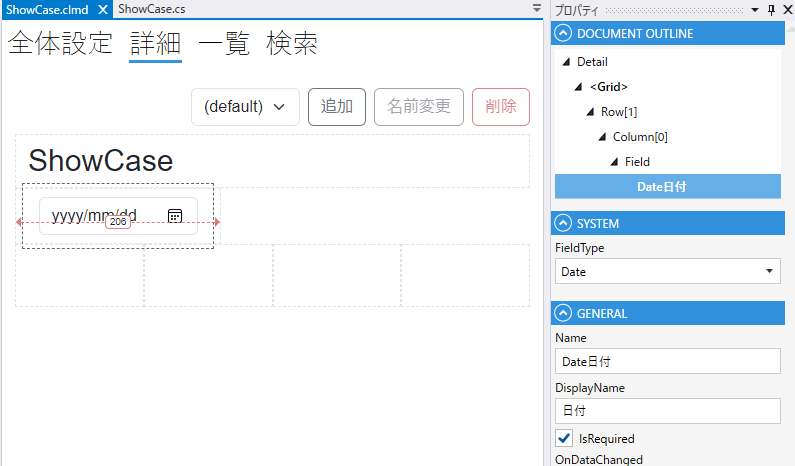 ShowCase.clmd
ShowCase.cs
全体設定 詳細 一覧 検索
(default)
追加
名前変更
削除
ShowCase
yyyy/mm/dd
206
プロパティ
DOCUMENT OUTLINE
Detail
<Grid>
Row[1]
Column[0]
Field
Date日付
SYSTEM
FieldType
Date
GENERAL
Name
Date日付
DisplayName
日付
IsRequired
OnDataChanged